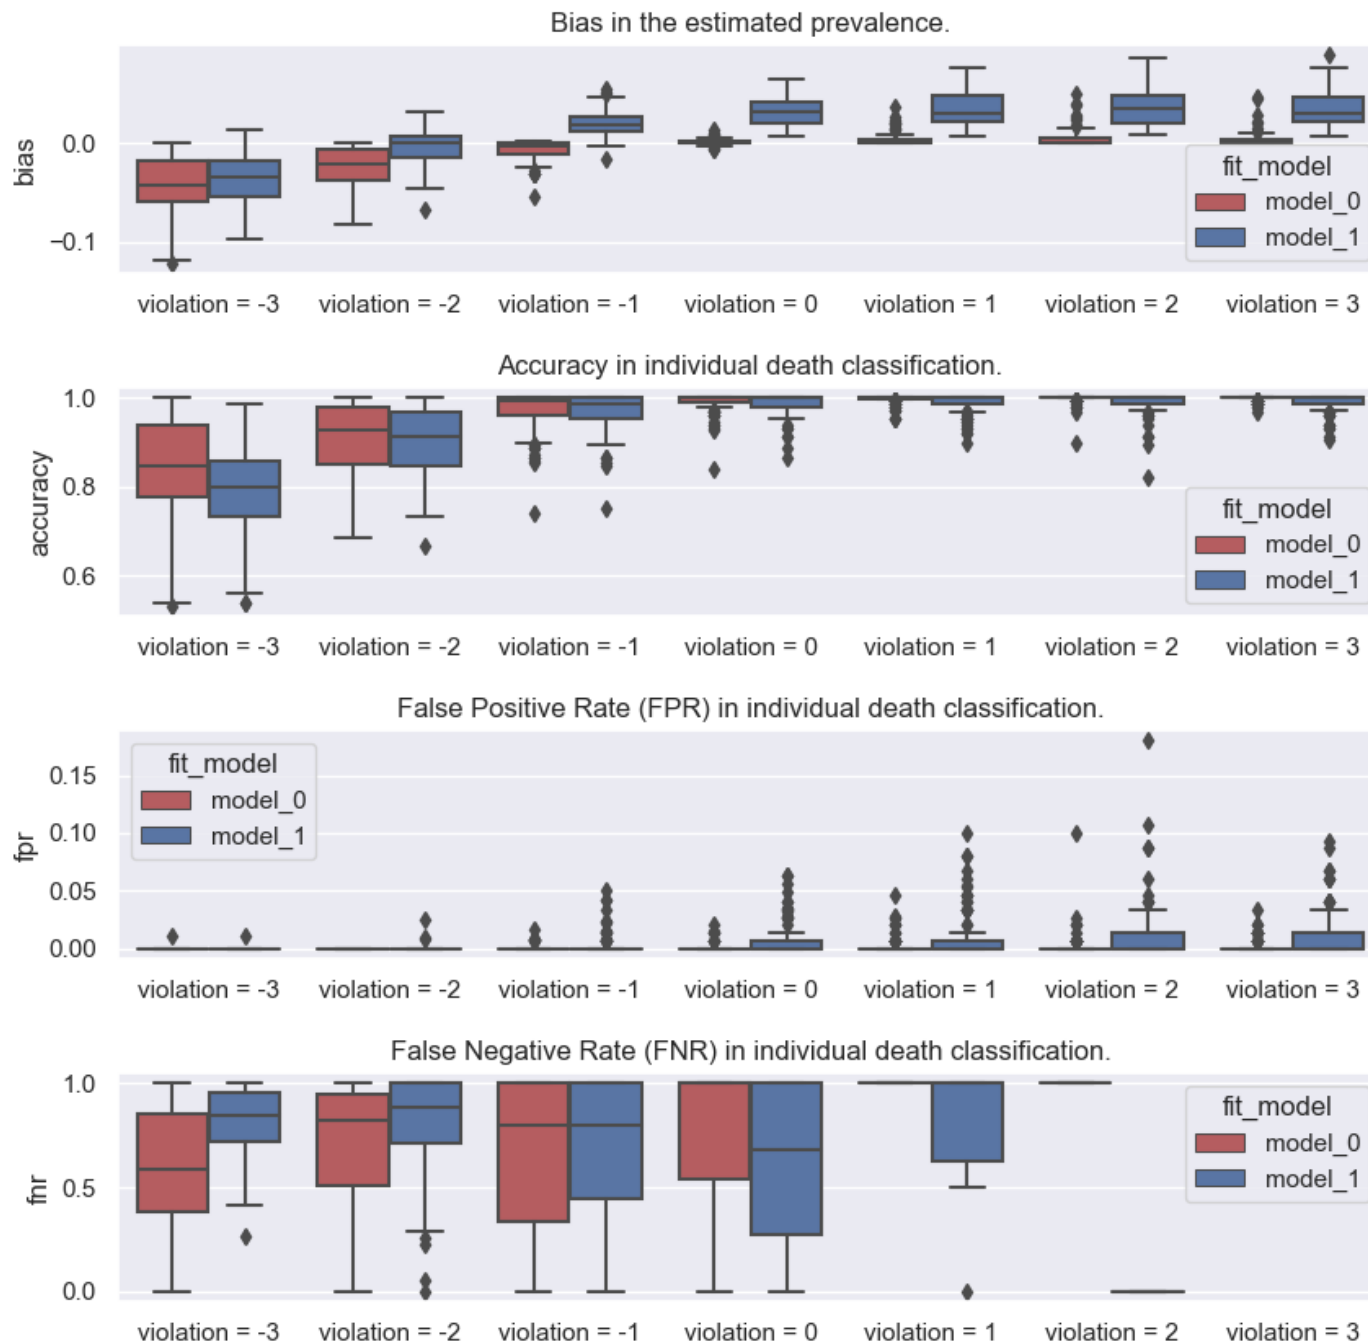 Bias in the estimated prevalence.
bias
0.0
−0.1
fit_model
model_0
model_1
violation = -3
violation = -2
violation = -1
violation = 0
violation = 1
violation = 2
violation = 3
Accuracy in individual death classification.
accuracy
1.0
0.8
0.6
fit_model
model_0
model_1
violation = -3
violation = -2
violation = -1
violation = 0
violation = 1
violation = 2
violation = 3
False Positive Rate (FPR) in individual death classification.
fpr
0.15
0.10
0.05
0.00
fit_model
model_0
model_1
violation = -3
violation = -2
violation = -1
violation = 0
violation = 1
violation = 2
violation = 3
False Negative Rate (FNR) in individual death classification.
fnr
1.0
0.5
0.0
fit_model
model_0
model_1
violation = -3
violation = -2
violation = -1
violation = 0
violation = 1
violation = 2
violation = 3